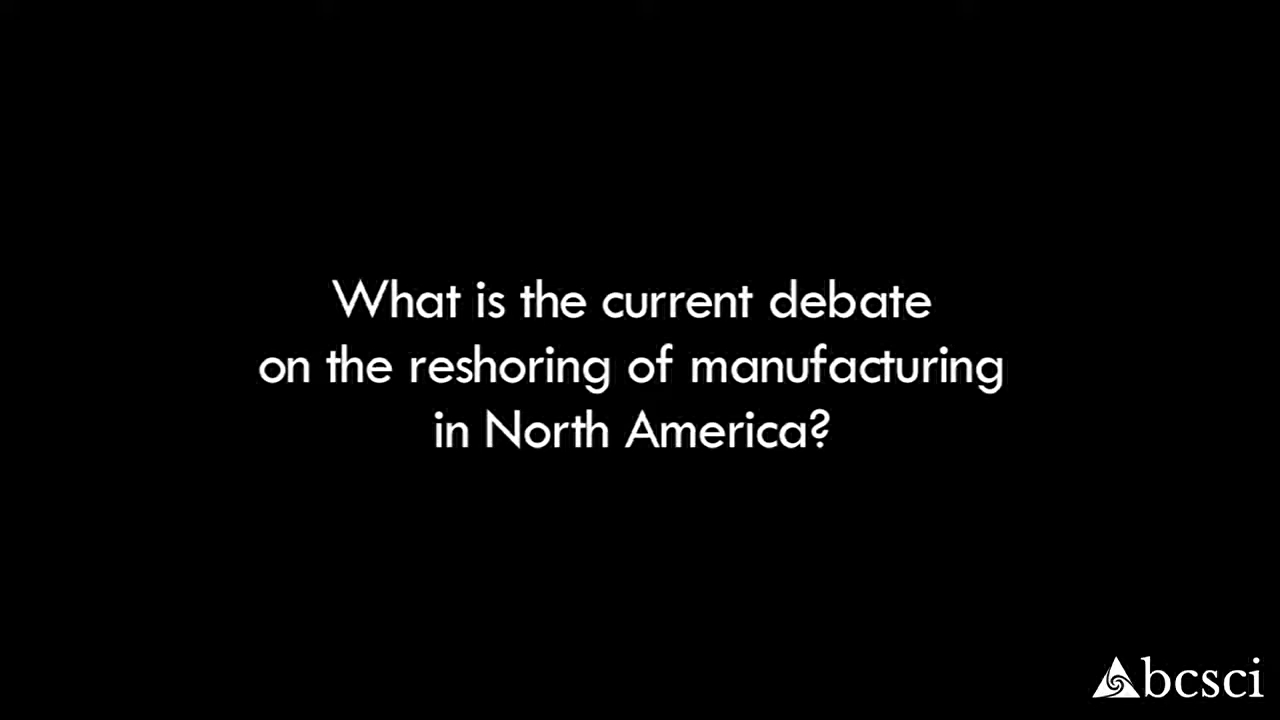 What is the current debate
on the reshoring of manufacturing
in North America?
bcsci